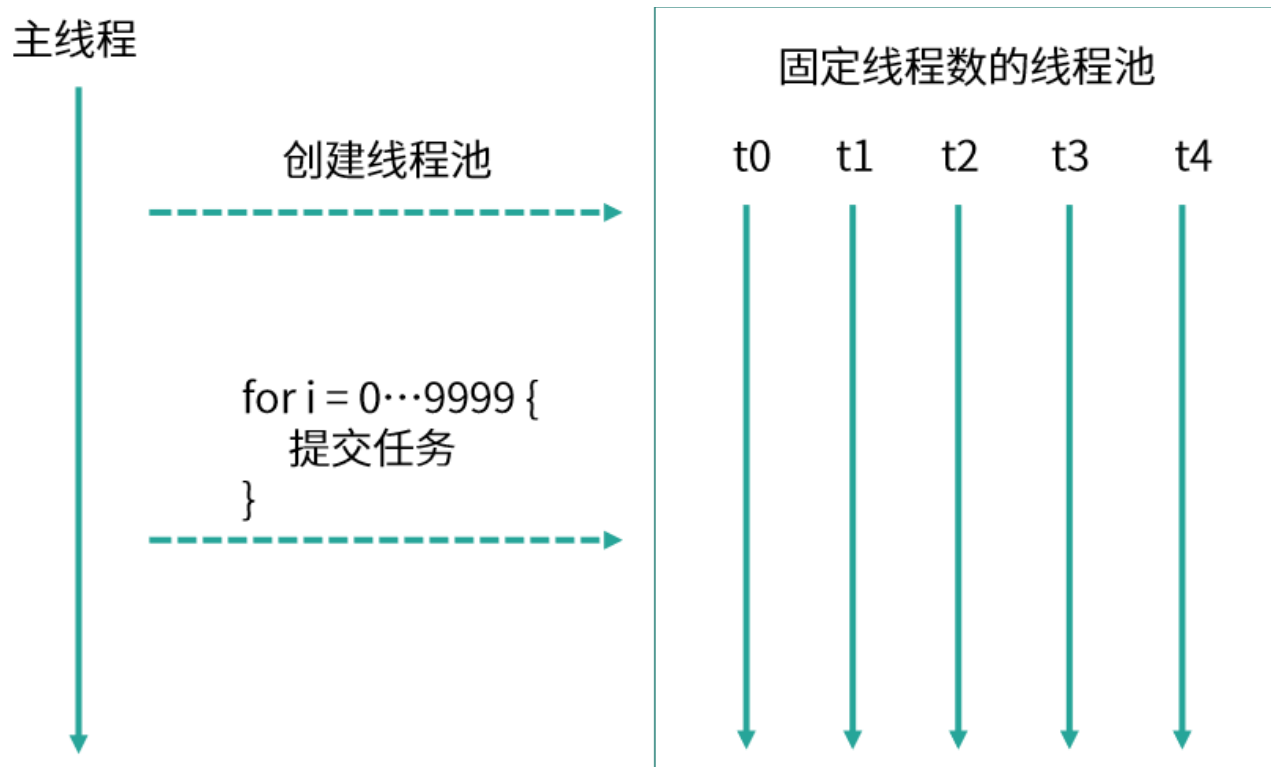 主线程
固定线程数的线程池
创建线程池
t0 t1 t2 t3 t4
for i = 0…9999 {
提交任务
}